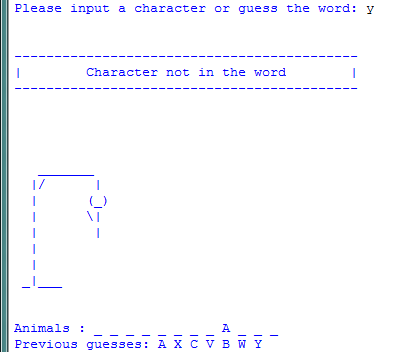 Please input a character or guess the word: y
Character not in the word
Animals : _ _ _ _ _ _ _ _ A _ _ _
Previous guesses: A X C V B W Y